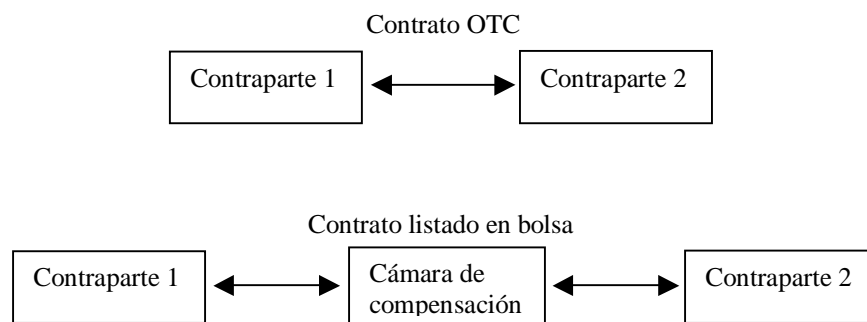 Contrato OTC
Contraparte 1
Contraparte 2
Contrato listado en bolsa
Contraparte 1
Cámara de
compensación
Contraparte 2